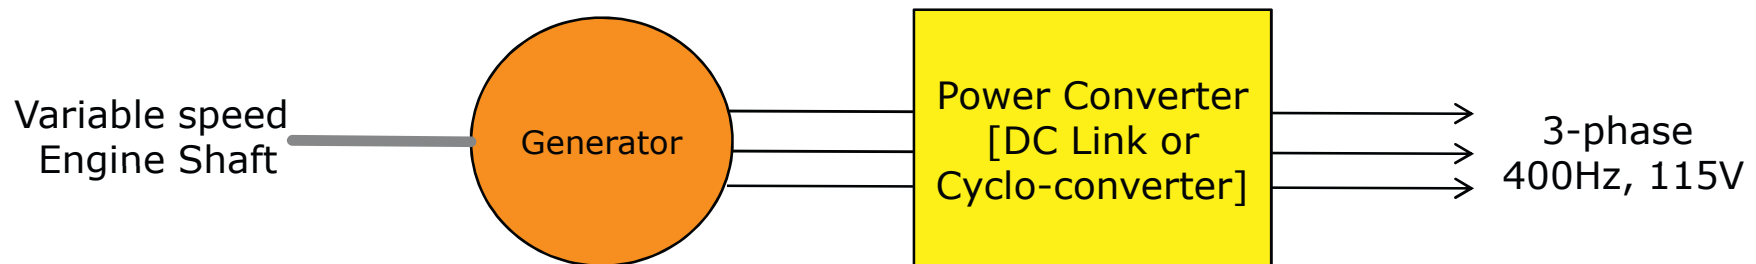 Variable speed
Engine Shaft
Generator
Power Converter
[DC Link or
Cyclo-converter]
3-phase
400Hz, 115V